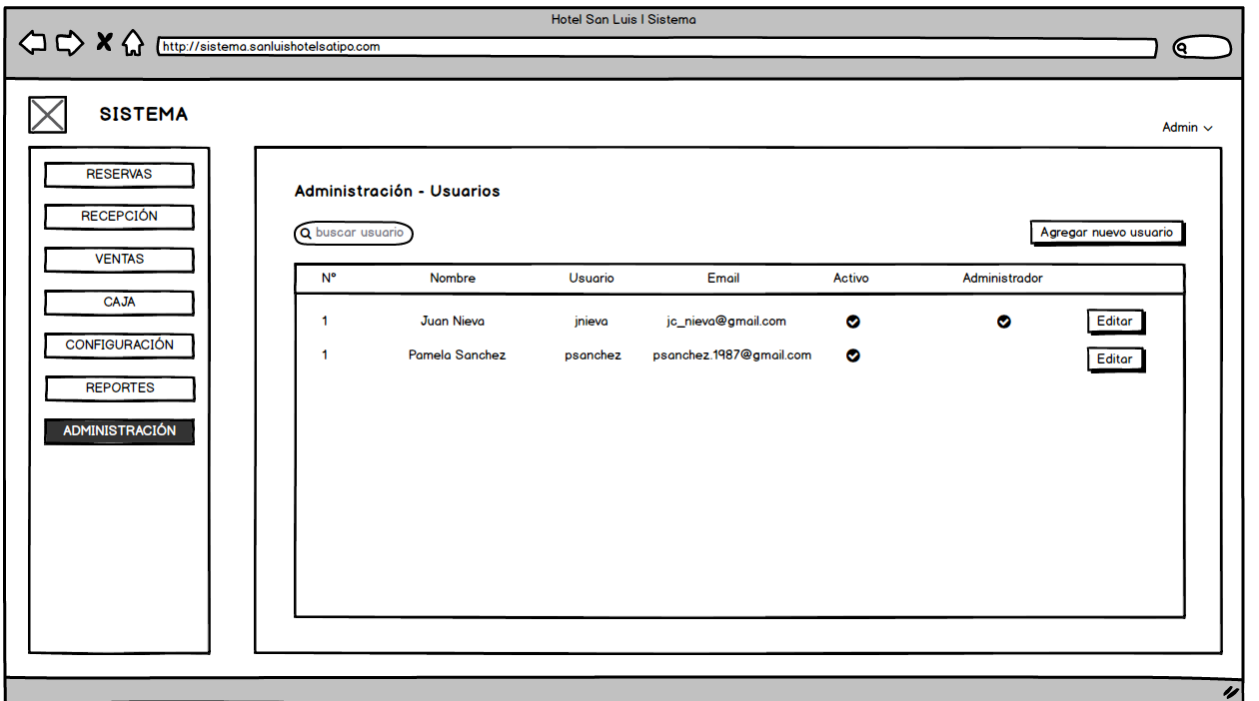 Hotel San Luis | Sistema
http://sistema.sanluishotelsatipo.com
SISTEMA
Admin
RESERVAS
RECEPCIÓN
VENTAS
CAJA
CONFIGURACIÓN
REPORTES
ADMINISTRACIÓN
Administración - Usuarios
buscar usuario
Agregar nuevo usuario
N° Nombre Usuario Email Activo Administrador
1 Juan Nieva jnieva jc_nieva@gmail.com Editar
1 Pamela Sanchez psanchez psanchez.1987@gmail.com Editar